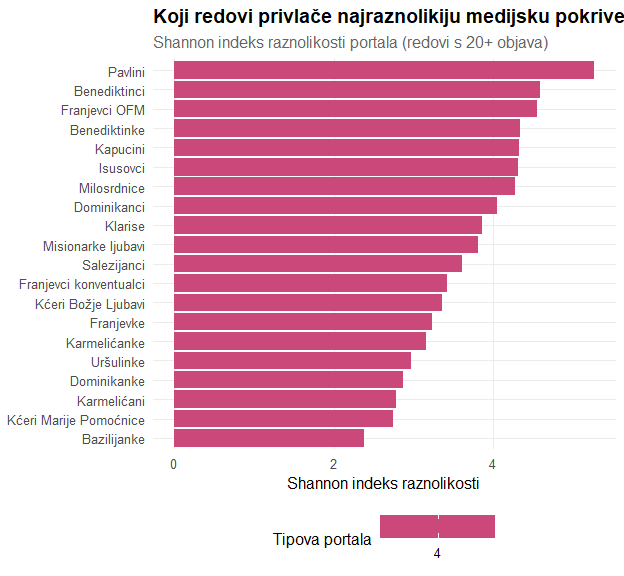 Koji redovi privlače najraznolikiju medijsku pokrive
Shannon indeks raznolikosti portala (redovi s 20+ objava)
Pavlini
Benediktinci
Franjevci OFM
Benediktinke
Kapucini
Isusovci
Milosrdnice
Dominikanci
Klarise
Misionarke ljubavi
Salezijanci
Franjevci konventualci
Kćeri Božje Ljubavi
Franjevke
Karmelićanke
Uršulinke
Dominikanke
Karmelićani
Kćeri Marije Pomoćnice
Bazilijanke
0 2 4
Shannon indeks raznolikosti
Tipova portala
4